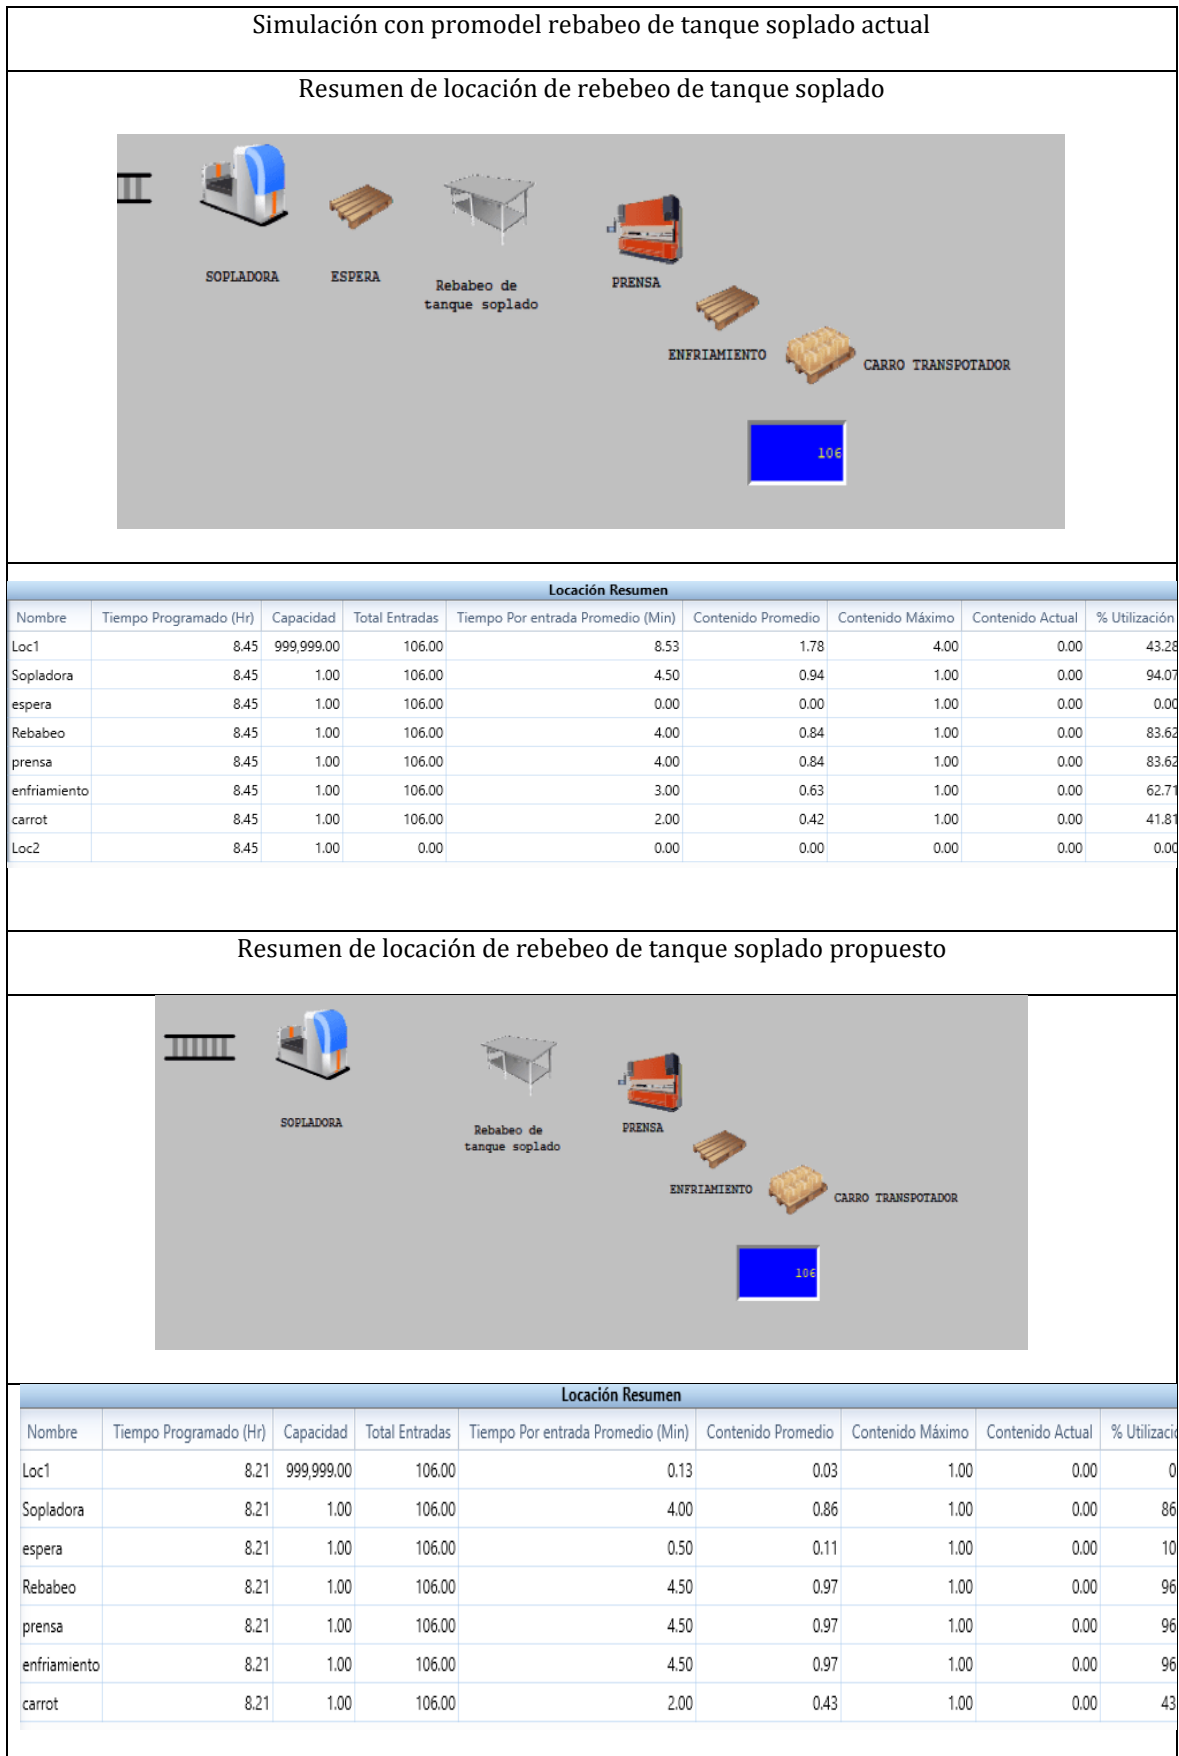 Simulación con promodel rebabeo de tanque soplado actual
Resumen de locación de rebebeo de tanque soplado
SOPLADORA
ESPERA
Rebabeo de
tanque soplado
PRENSA
ENFRIAMIENTO
CARRO TRANSPOTADOR
106
Locación Resumen
Nombre Tiempo Programado (Hr) Capacidad Total Entradas Tiempo Por entrada Promedio (Min) Contenido Promedio Contenido Máximo Contenido Actual % Utilización
Loc1 8.45 999,999.00 106.00 8.53 1.78 4.00 0.00 43.28
Sopladora 8.45 1.00 106.00 4.50 0.94 1.00 0.00 94.07
espera 8.45 1.00 106.00 0.00 0.00 1.00 0.00 0.00
Rebabeo 8.45 1.00 106.00 4.00 0.84 1.00 0.00 83.62
prensa 8.45 1.00 106.00 4.00 0.84 1.00 0.00 83.62
enfriamiento 8.45 1.00 106.00 3.00 0.63 1.00 0.00 62.71
carrot 8.45 1.00 106.00 2.00 0.42 1.00 0.00 41.81
Loc2 8.45 1.00 0.00 0.00 0.00 0.00 0.00 0.00
Resumen de locación de rebebeo de tanque soplado propuesto
SOPLADORA
Rebabeo de
tanque soplado
PRENSA
ENFRIAMIENTO
CARRO TRANSPOTADOR
106
Locación Resumen
Nombre Tiempo Programado (Hr) Capacidad Total Entradas Tiempo Por entrada Promedio (Min) Contenido Promedio Contenido Máximo Contenido Actual % Utilizació
Loc1 8.21 999,999.00 106.00 0.13 0.03 1.00 0.00 0
Sopladora 8.21 1.00 106.00 4.00 0.86 1.00 0.00 86
espera 8.21 1.00 106.00 0.50 0.11 1.00 0.00 10
Rebabeo 8.21 1.00 106.00 4.50 0.97 1.00 0.00 96
prensa 8.21 1.00 106.00 4.50 0.97 1.00 0.00 96
enfriamiento 8.21 1.00 106.00 4.50 0.97 1.00 0.00 96
carrot 8.21 1.00 106.00 2.00 0.43 1.00 0.00 43